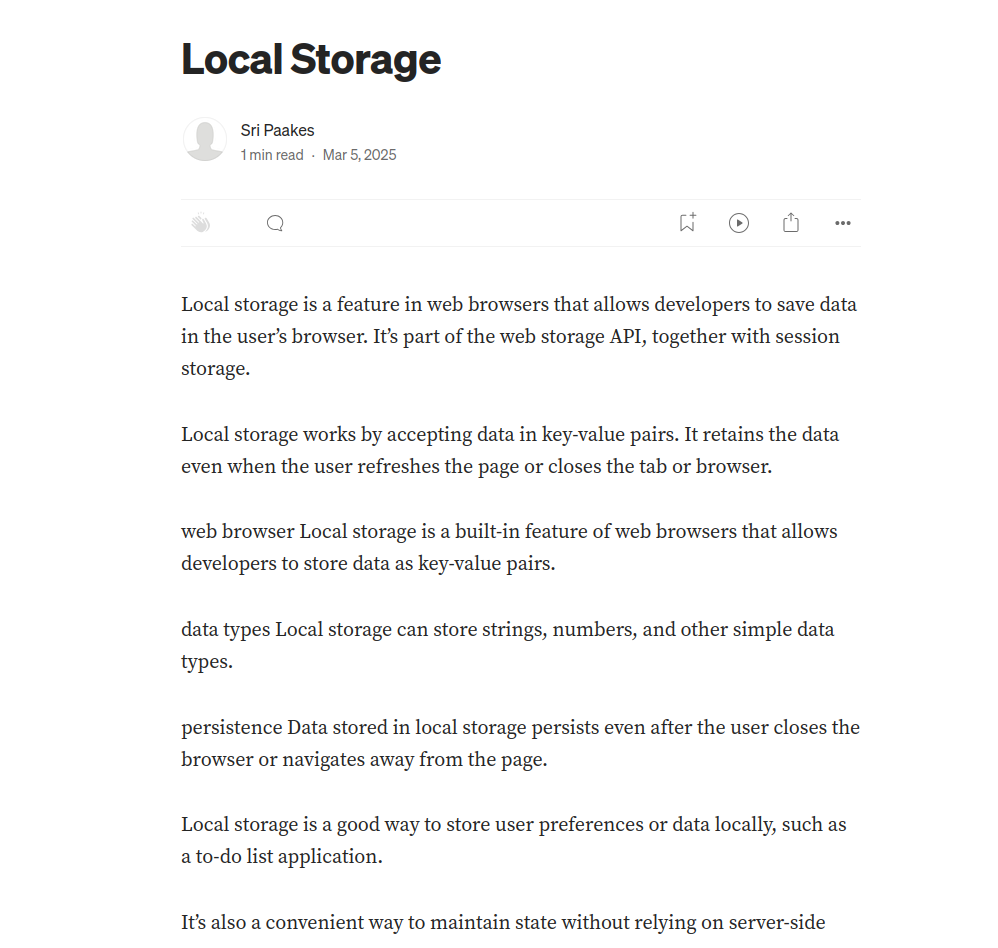 Local Storage
Sri Paakes
1 min read · Mar 5, 2025
Local storage is a feature in web browsers that allows developers to save data
in the user’s browser. It’s part of the web storage API, together with session
storage.
Local storage works by accepting data in key-value pairs. It retains the data
even when the user refreshes the page or closes the tab or browser.
web browser Local storage is a built-in feature of web browsers that allows
developers to store data as key-value pairs.
data types Local storage can store strings, numbers, and other simple data
types.
persistence Data stored in local storage persists even after the user closes the
browser or navigates away from the page.
Local storage is a good way to store user preferences or data locally, such as
a to-do list application.
It’s also a convenient way to maintain state without relying on server-side